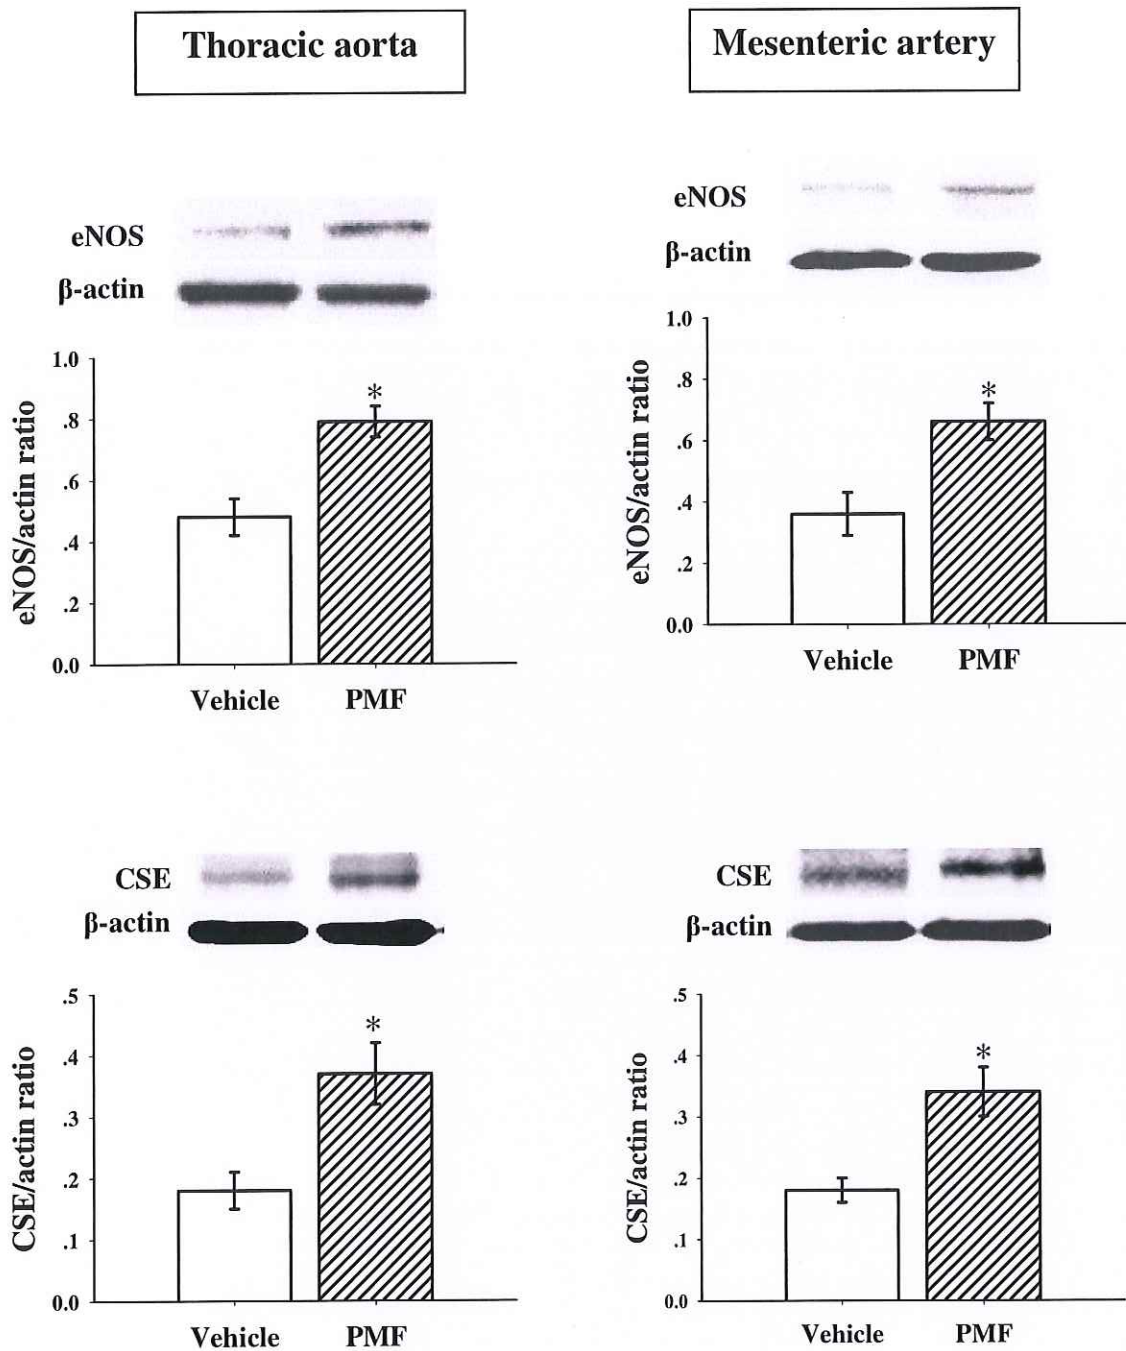 Thoracic aorta
eNOS
β-actin
eNOS/actin ratio
1.0
.8
.6
.4
.2
0.0
*
Vehicle PMF
Mesenteric artery
eNOS
β-actin
eNOS/actin ratio
1.0
.8
.6
.4
.2
0.0
*
Vehicle PMF
CSE
β-actin
CSE/actin ratio
.5
.4
.3
.2
.1
0.0
*
Vehicle PMF
CSE
β-actin
CSE/actin ratio
.5
.4
.3
.2
.1
0.0
*
Vehicle PMF